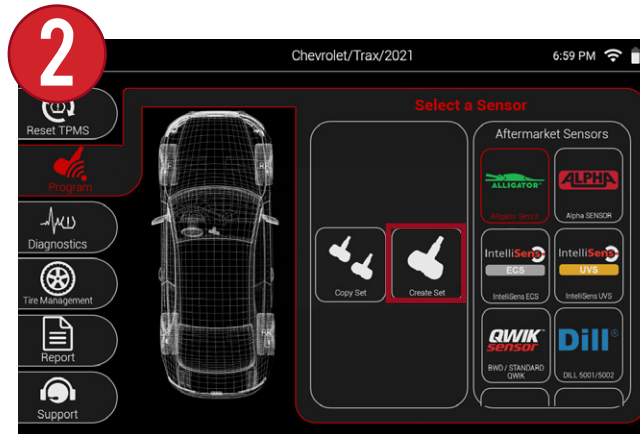 2
Chevrolet/Trax/2021
6:59 PM
Reset TPMS
Program
Diagnostics
Tire Management
Report
Support
RR
Select a Sensor
Copy Set
Create Set
Aftermarket Sensors
ALLIGATOR®
Alligator Sens.it
ALPHA
Alpha SENSOR
IntelliSens
ECS
IntelliSens ECS
IntelliSens
UVS
IntelliSens UVS
QWIK
sensor
BWD / STANDARD
QWIK
Dill®
DILL 5001/5002